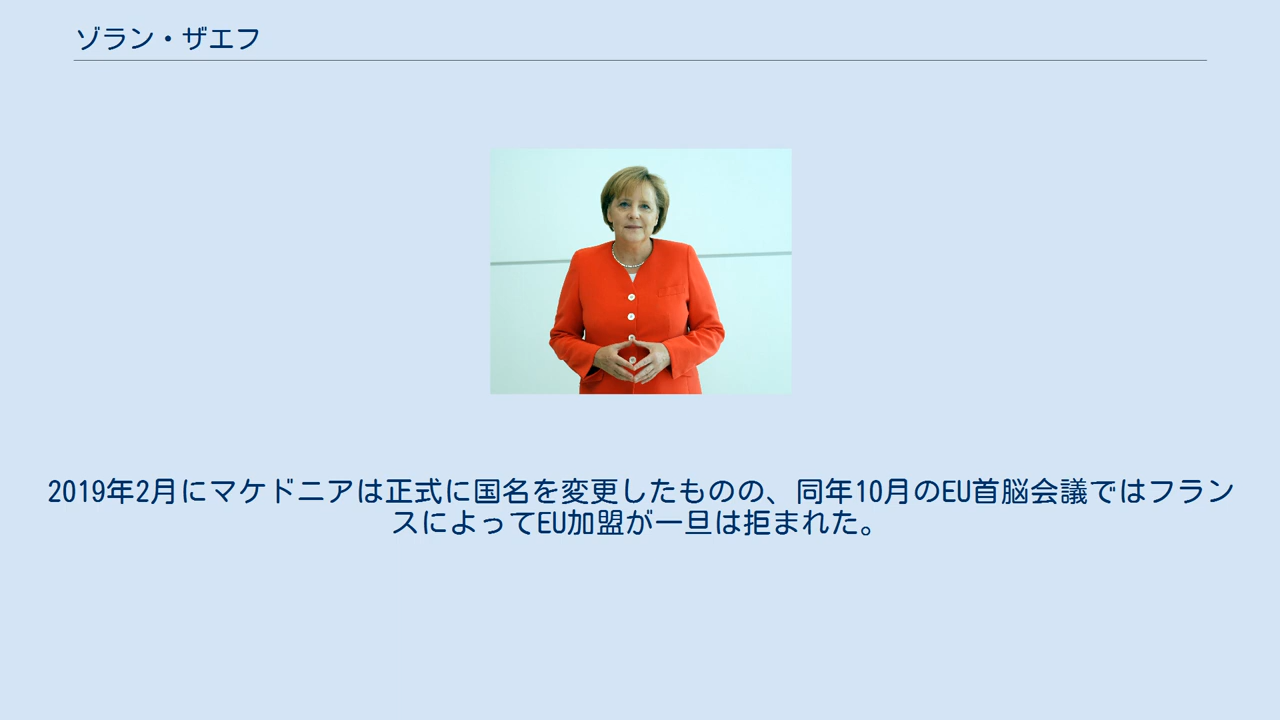 ゾラン・ザエフ
2019年2月にマケドニアは正式に国名を変更したものの、同年10月のEU首脳会議ではフラン
スによってEU加盟が一旦は拒まれた。